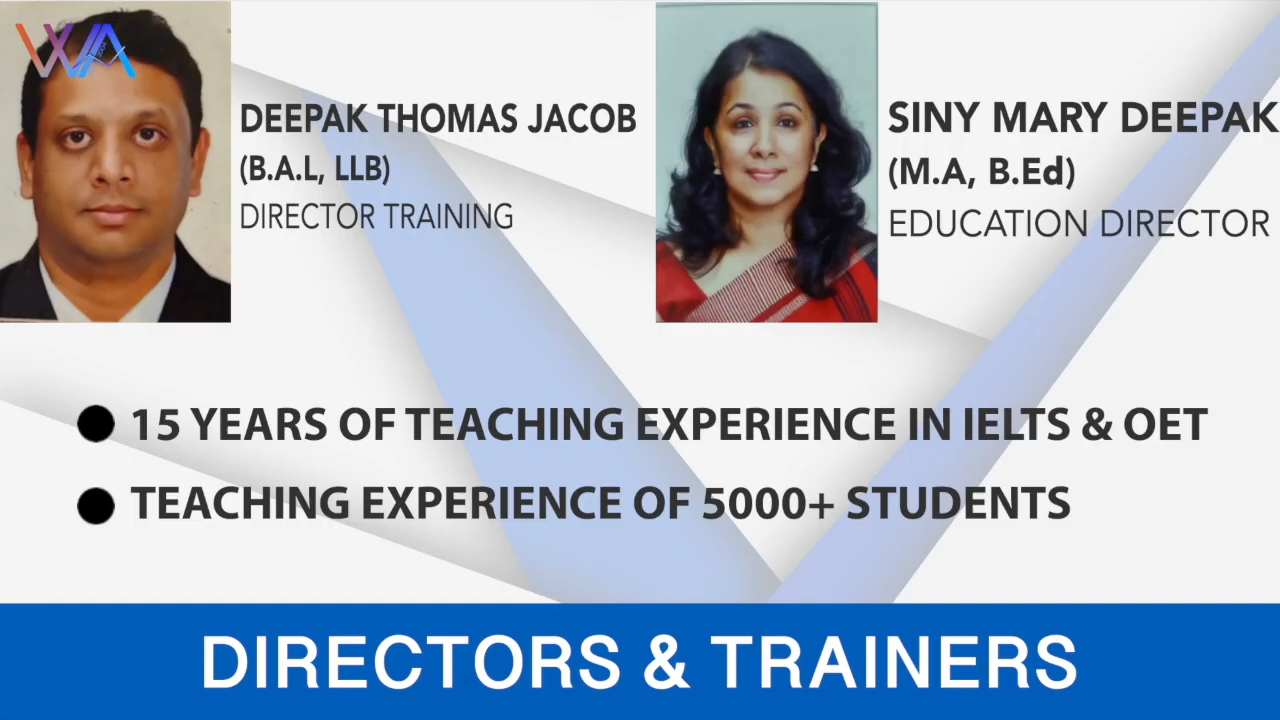 WA
DEEPAK THOMAS JACOB
(B.A.L, LLB)
DIRECTOR TRAINING
SINY MARY DEEPAK
(M.A, B.Ed)
EDUCATION DIRECTOR
15 YEARS OF TEACHING EXPERIENCE IN IELTS & OET
TEACHING EXPERIENCE OF 5000+ STUDENTS
DIRECTORS & TRAINERS